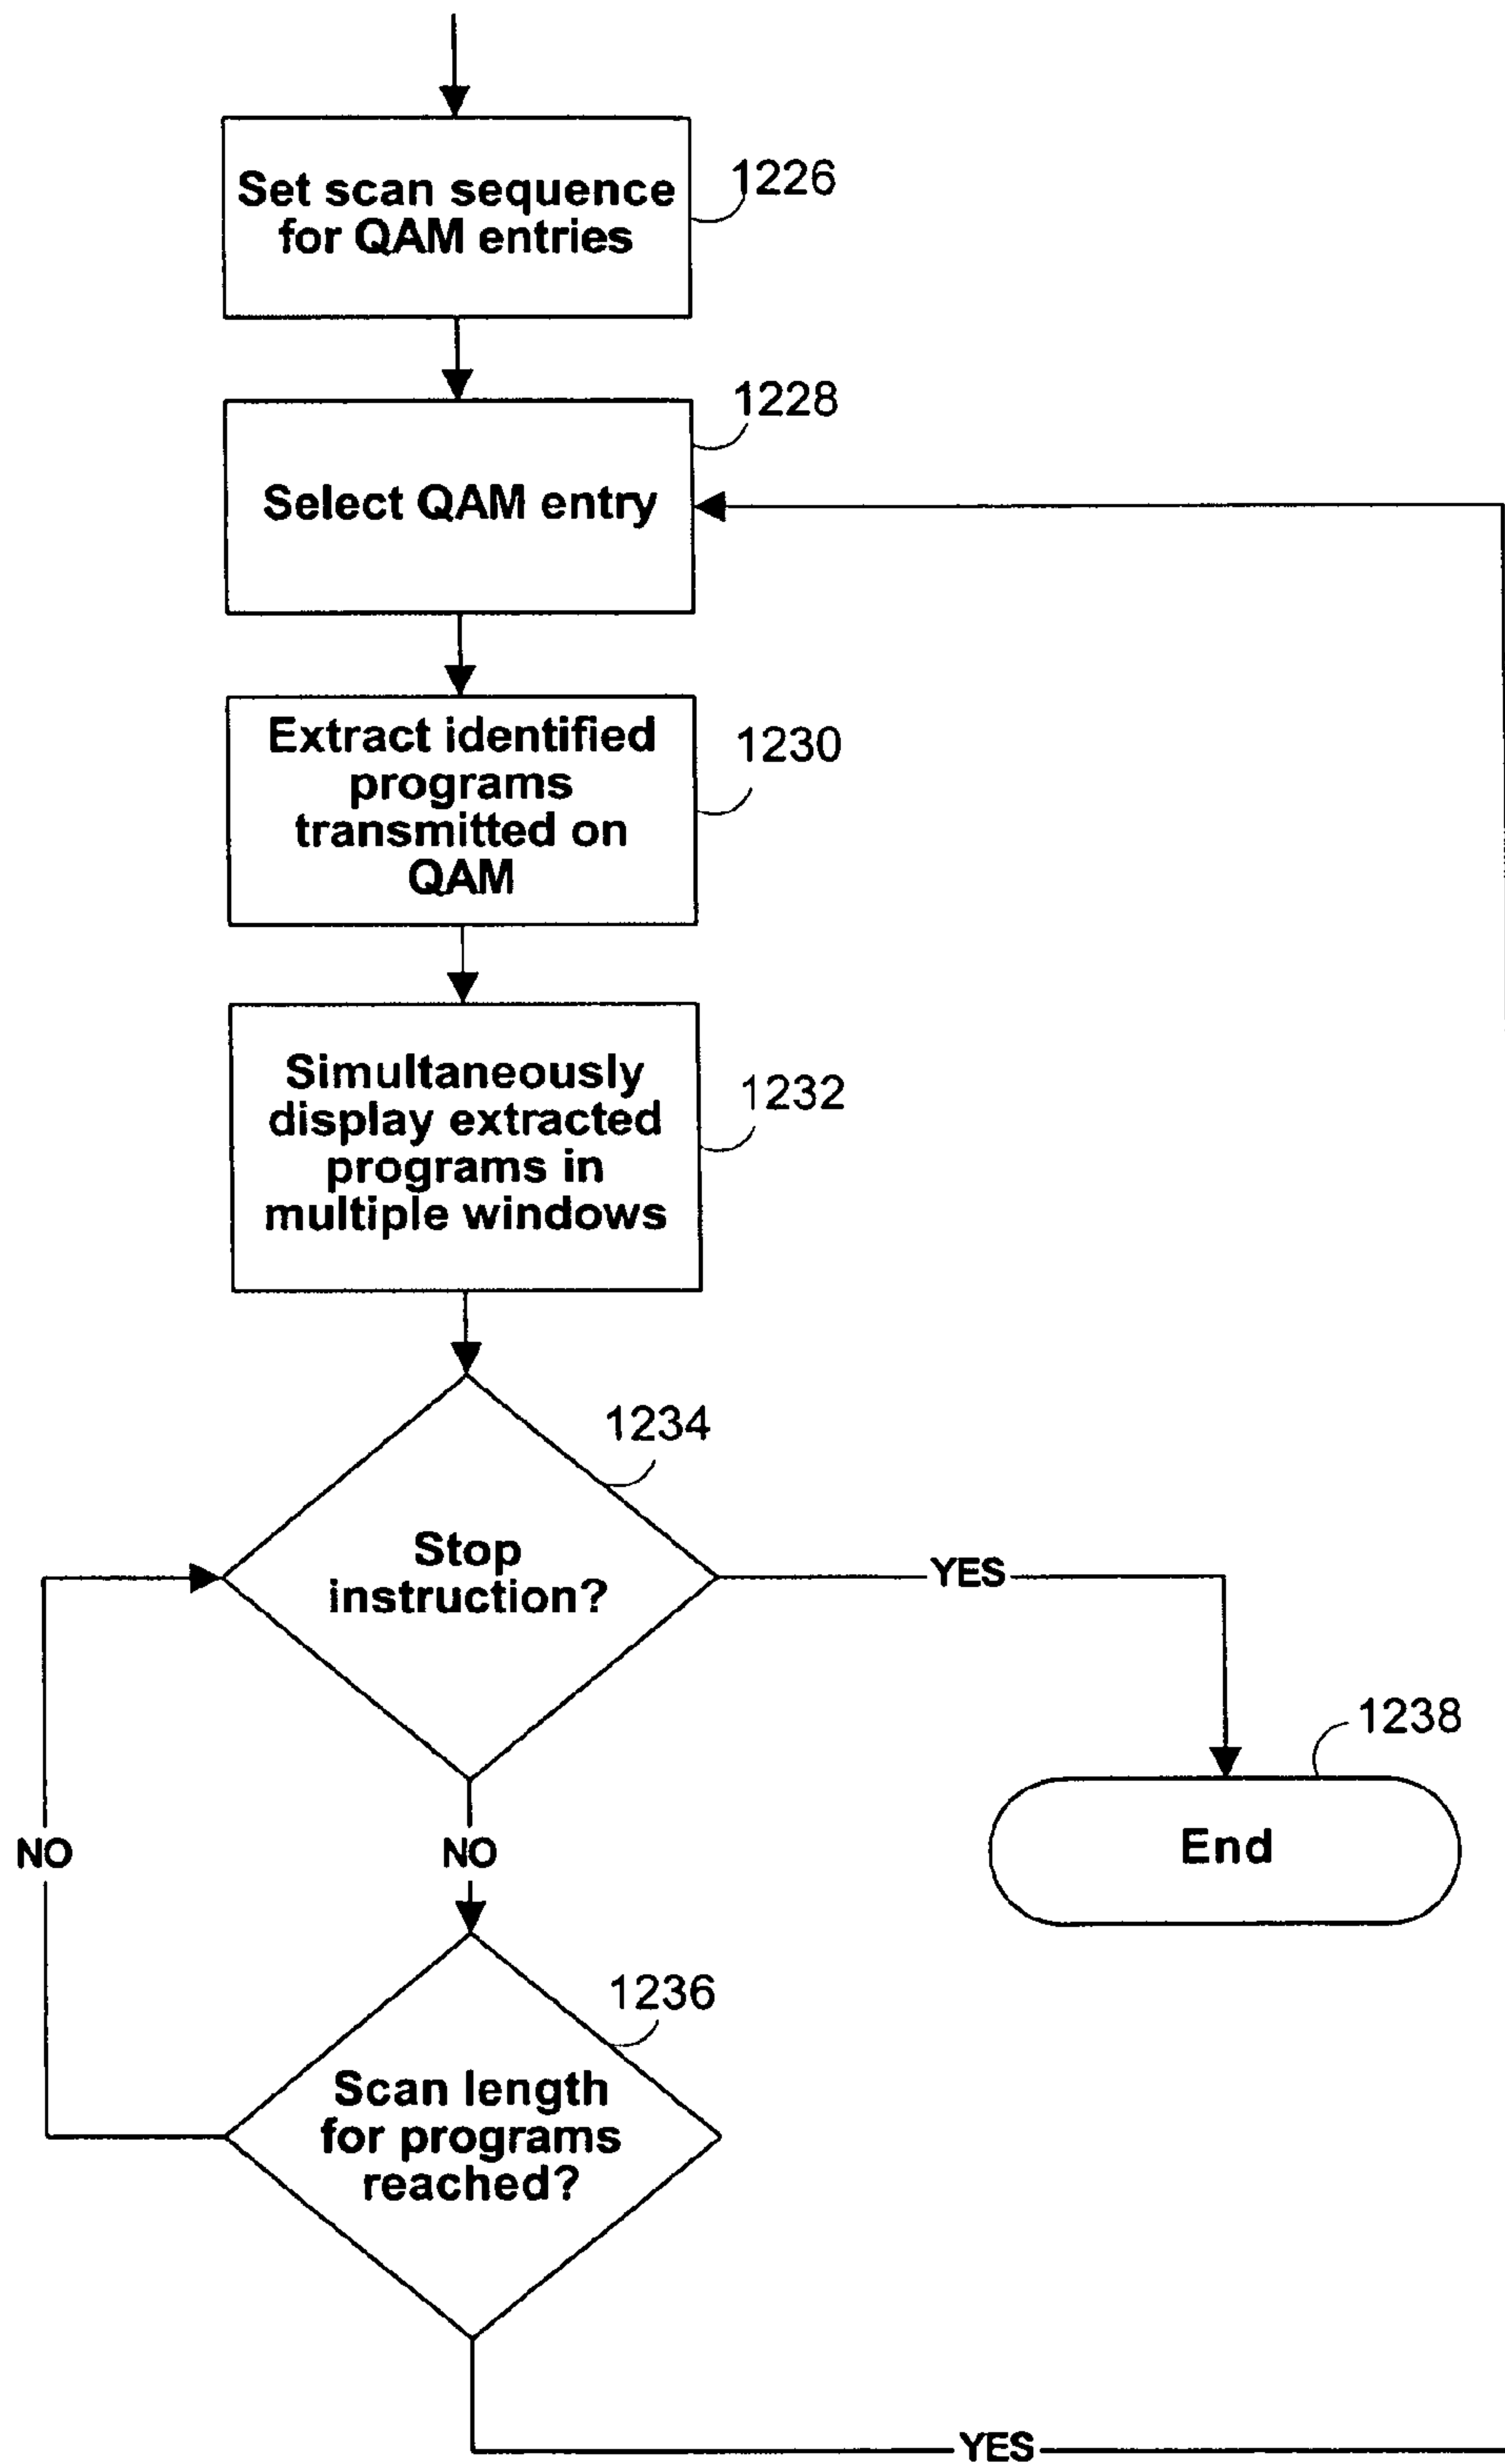 Set scan sequence
for QAM entries
1226
1228
Select QAM entry
Extract identified
programs
transmitted on
QAM
1230
Simultaneously
display extracted
programs in
multiple windows
1232
1234
Stop
instruction?
YES
1238
End
NO
NO
1236
Scan length
for programs
reached?
YES